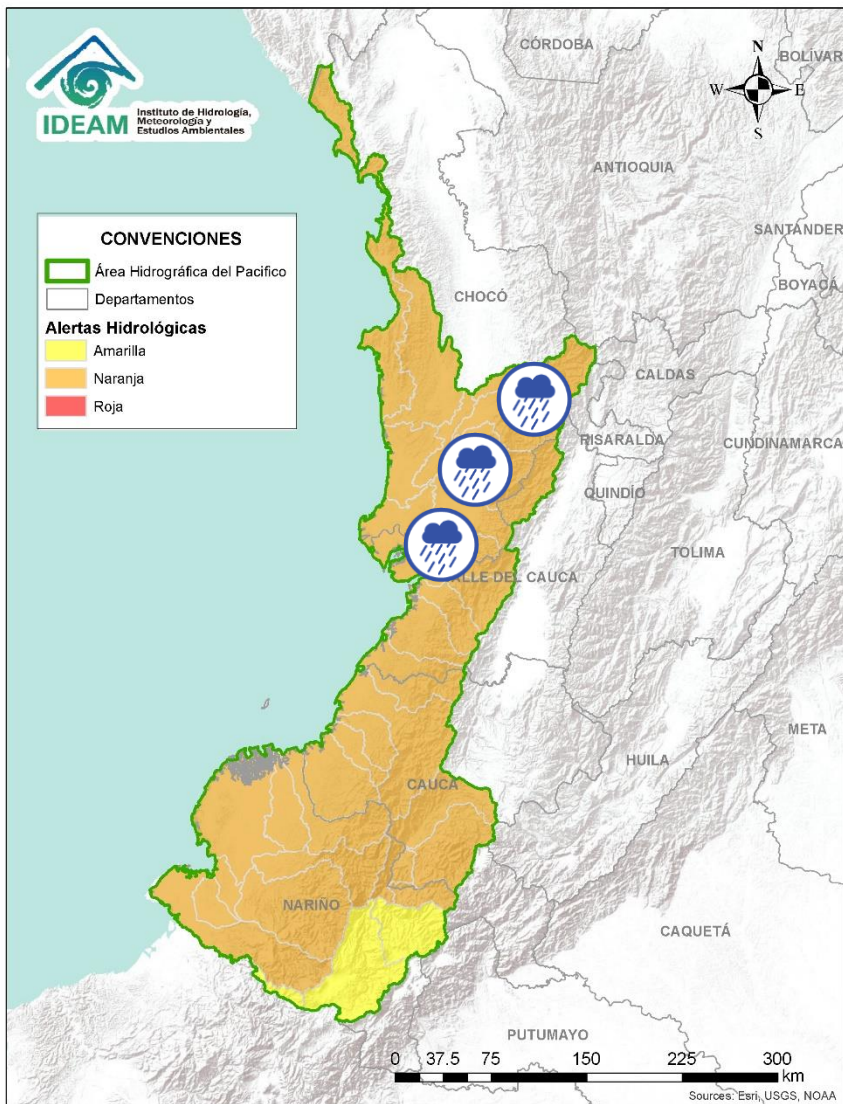 IDEAM
Instituto de Hidrología,
Meteorología y
Estudios Ambientales
N
W E
S
CÓRDOBA
BOLÍVAR
ANTIOQUIA
SANTANDER
BOYACÁ
CHOCÓ
CALDAS
RISARALDA
CUNDINAMARCA
QUINDÍO
TOLIMA
ALLE DEL CAUCA
META
HUILA
CAUCA
NARIÑO
CAQUETÁ
PUTUMAYO
CONVENCIONES
Área Hidrográfica del Pacifico
Departamentos
Alertas Hidrológicas
Amarilla
Naranja
Roja
0 37.5 75 150 225 300
km
Sources: Esri, USGS, NOAA